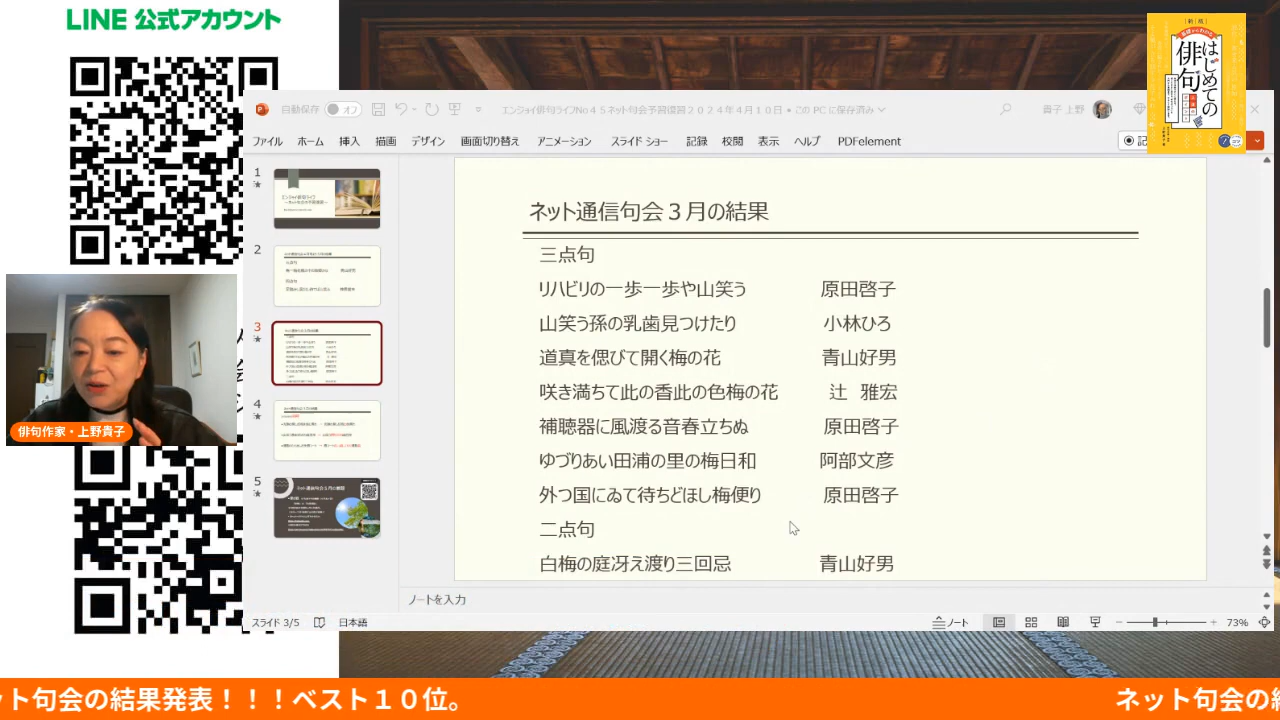 LINE 公式アカウント
俳句作家・上野貴子
自動保存 オフ
エンジョイ俳句ライフNo４５ネット句会予習復習２０２４年４月１０日 • この PC に保存済み
貴子 上野
ファイル ホーム 挿入 描画 デザイン 画面切り替え アニメーション スライド ショー 記録 校閲 表示 ヘルプ PDFelement
1
2
3
4
5
ネット通信句会３月の結果
三点句
リハビリの一歩一歩や山笑う 原田啓子
山笑う孫の乳歯見つけたり 小林ひろ
道真を偲びて開く梅の花 青山好男
咲き満ちて此の香此の色梅の花 辻 雅宏
補聴器に風渡る音春立ちぬ 原田啓子
ゆづりあい田浦の里の梅日和 阿部文彦
外つ国にゐて待ちどほし梅便り 原田啓子
二点句
白梅の庭冴え渡り三回忌 青山好男
ノートを入力
スライド 3/5 日本語 ノート 73%
[新版]
はじめての
俳句
ット句会の結果発表！！！ベスト１０位。
ネット句会の結